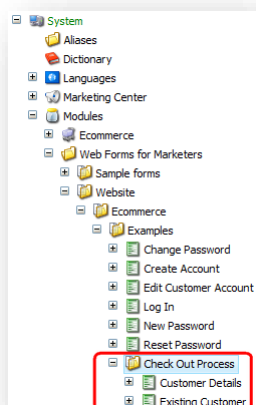 System
Aliases
Dictionary
Languages
Marketing Center
Modules
Ecommerce
Web Forms for Marketers
Sample forms
Website
Ecommerce
Examples
Change Password
Create Account
Edit Customer Account
Log In
New Password
Reset Password
Check Out Process
Customer Details
Existing Customer